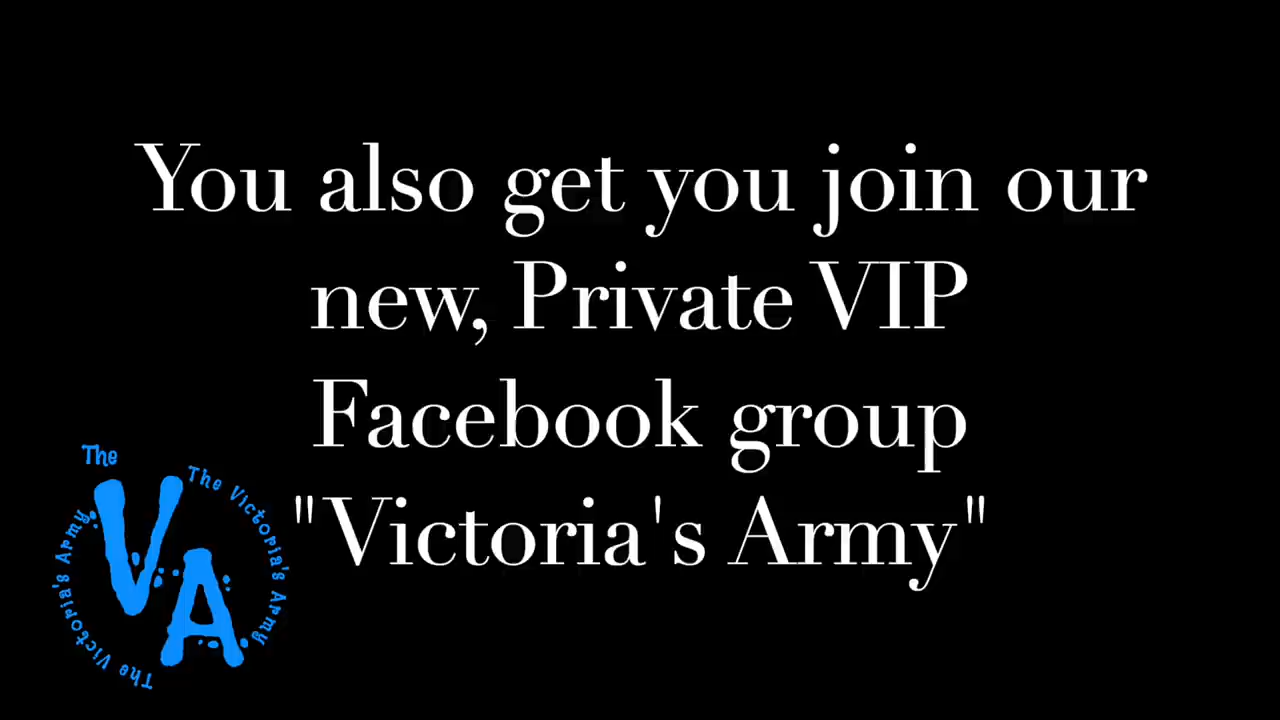 You also get you join our
new, Private VIP
Facebook group
"Victoria's Army"
The
VA
The Victoria's Army
The Victoria's Army